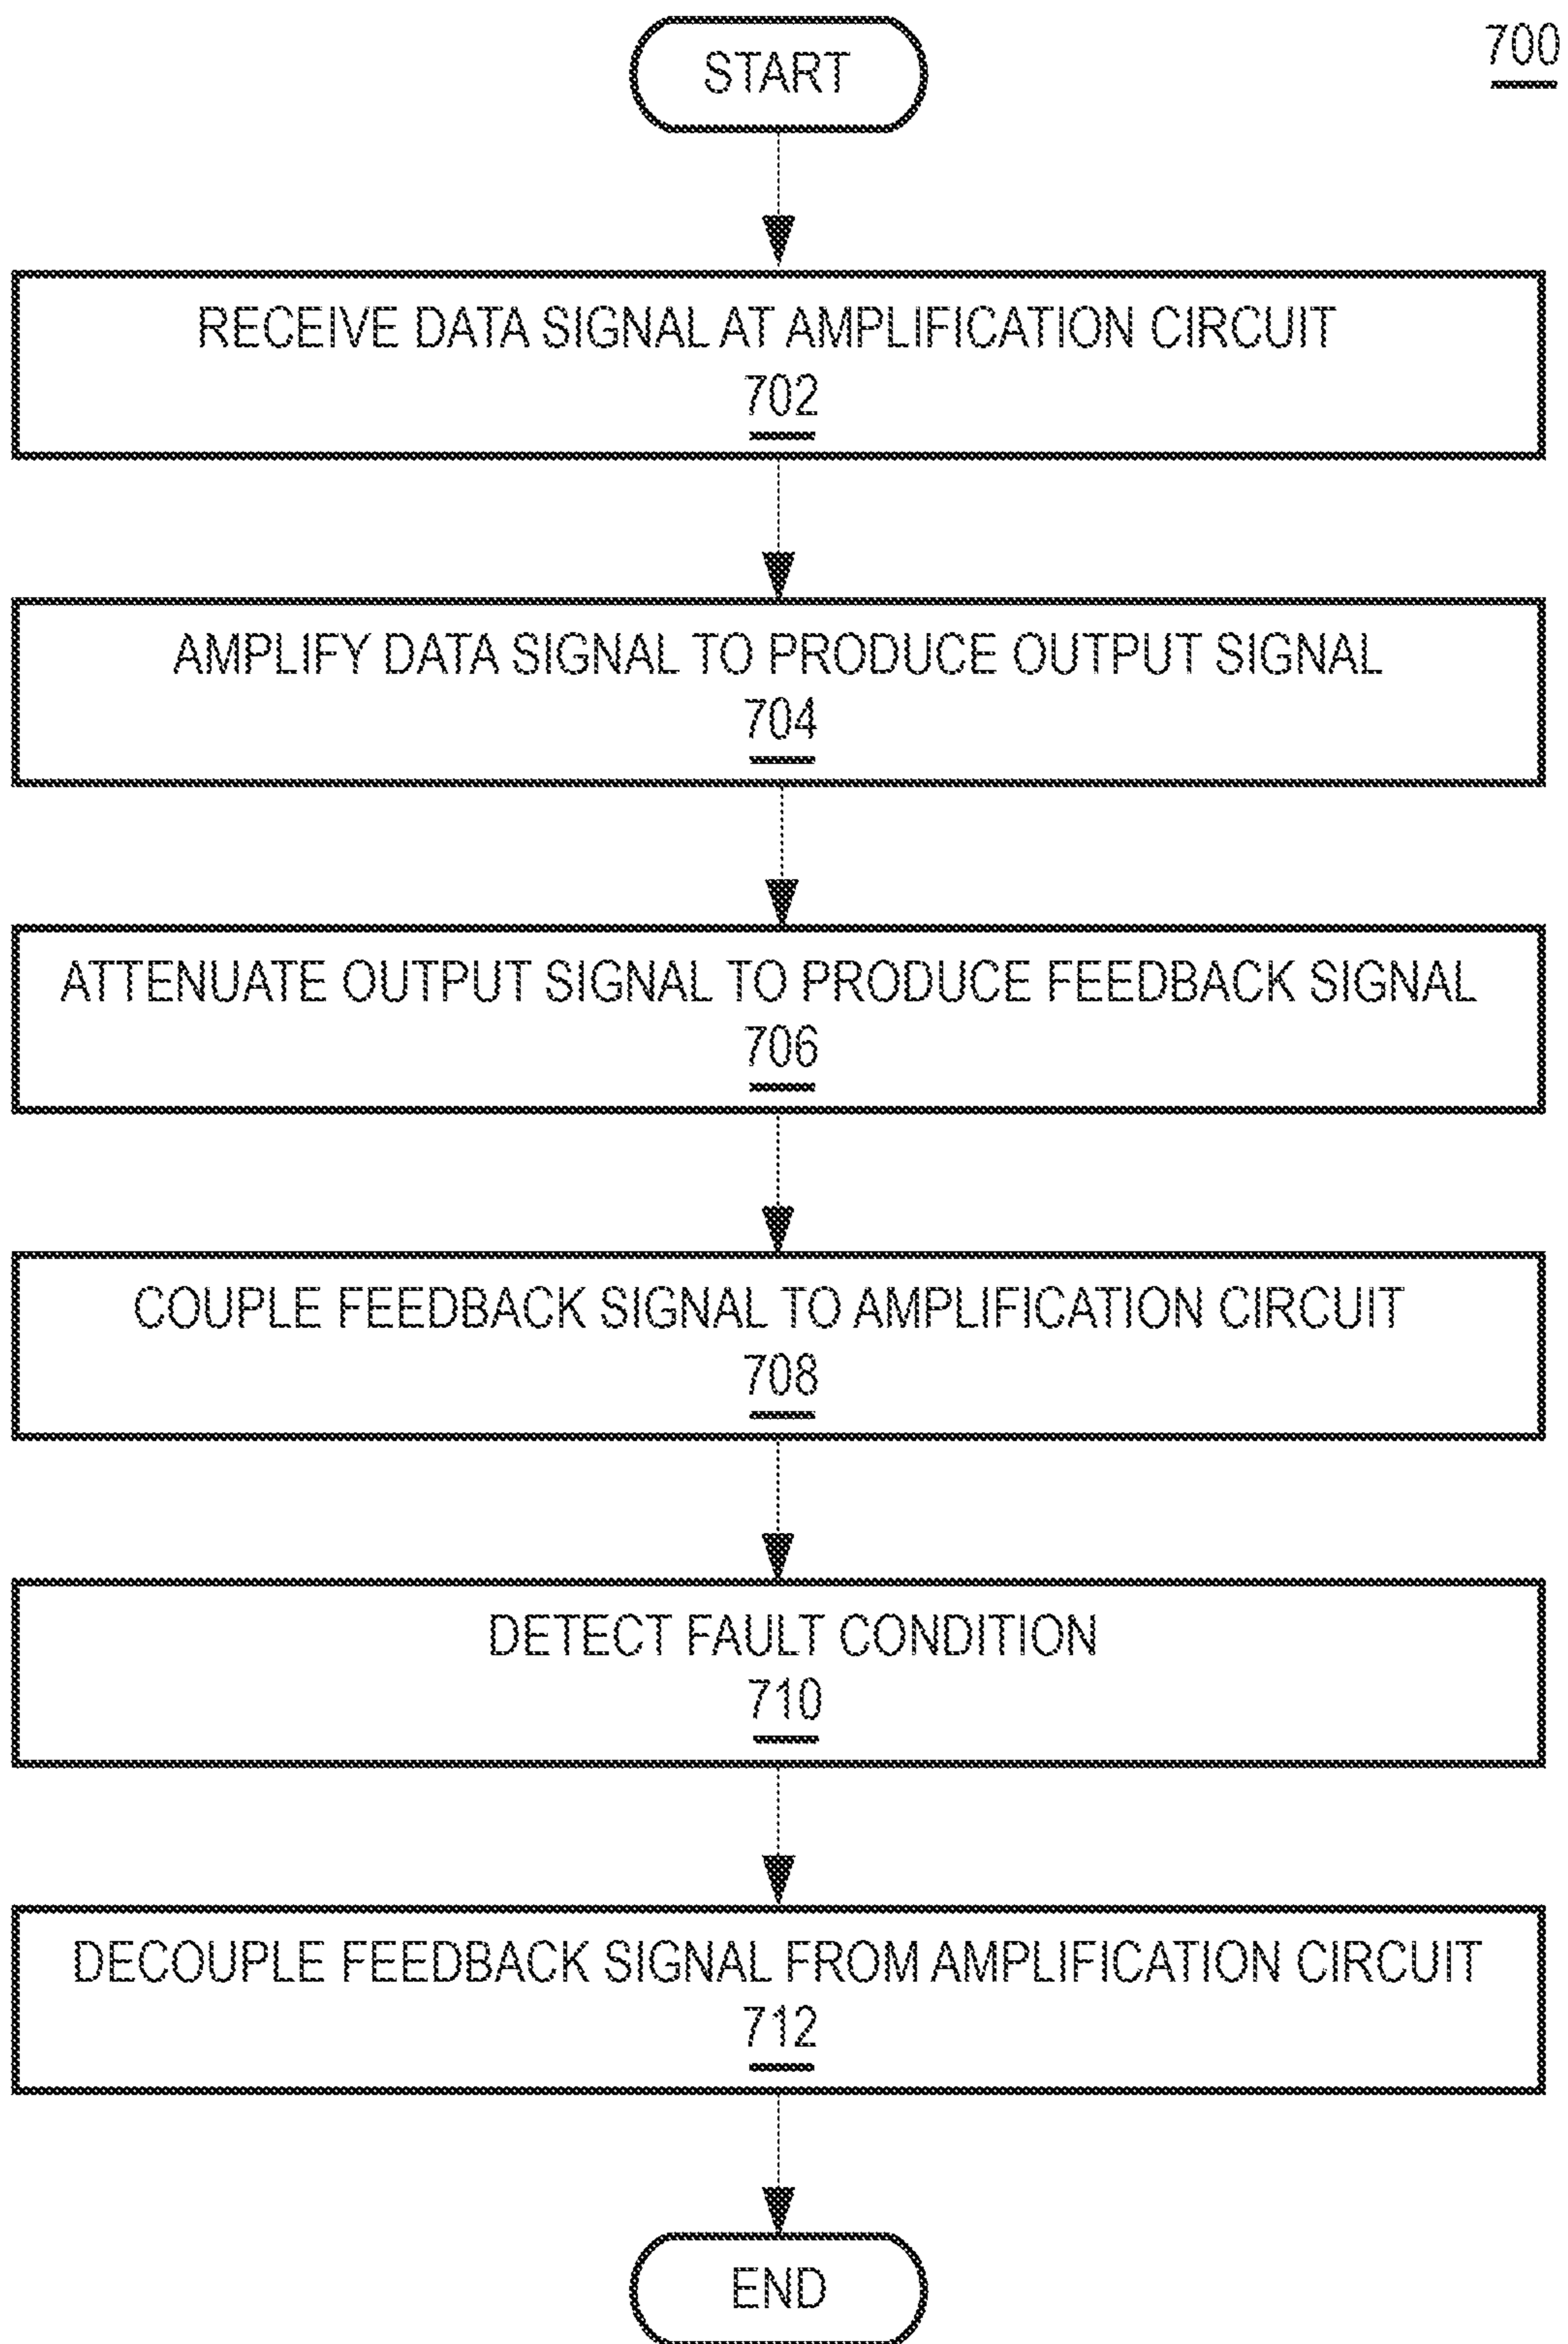 700
START
RECEIVE DATA SIGNAL AT AMPLIFICATION CIRCUIT
702
AMPLIFY DATA SIGNAL TO PRODUCE OUTPUT SIGNAL
704
ATTENUATE OUTPUT SIGNAL TO PRODUCE FEEDBACK SIGNAL
706
COUPLE FEEDBACK SIGNAL TO AMPLIFICATION CIRCUIT
708
DETECT FAULT CONDITION
710
DECOUPLE FEEDBACK SIGNAL FROM AMPLIFICATION CIRCUIT
712
END